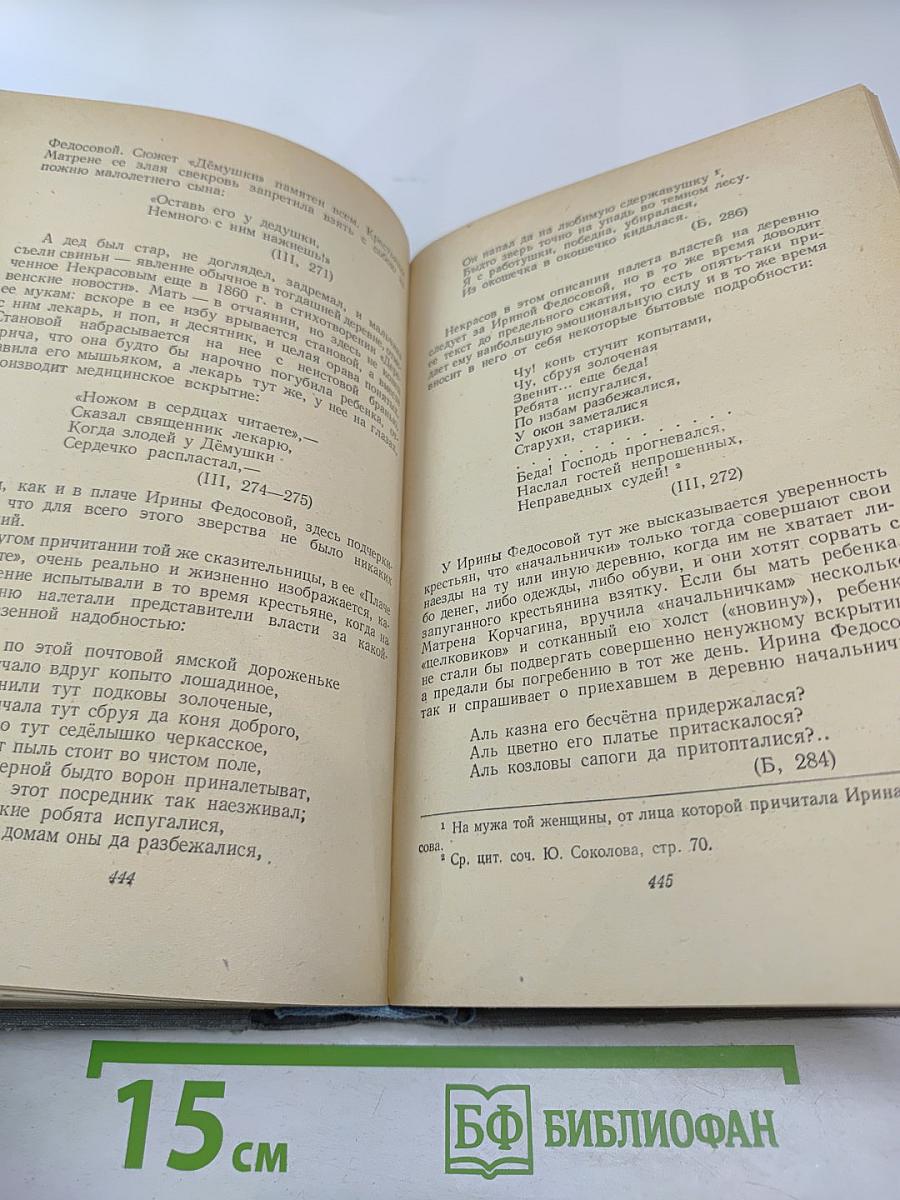 Федосовой. Сюжет «Дёмушки» памятен всем. Крестьянке
Матрене ее злая свекровь запретила взять с собой на
пожню малолетнего сына:
«Оставь его у дедушки,
Немного с ним нажнешь!»
(III, 271)
А дед был стар, не доглядел, задремал, и мальчика
съели свиньи — явление обычное в тогдашней деревне,
ченное Некрасовым еще в 1860 г. в стихотворении «Дере-
венские новости». Мать — в отчаянии, но здесь не конец
ее мукам: вскоре в ее избу врывается становой, а вместе
с ним лекарь, и поп, и десятник, и целая орава понятых.
Становой набрасывается на нее с неистовой бранью,
рича, что она будто бы нарочно погубила ребенка,
авила его мышьяком, а лекарь тут же, у нее на глазах,
оизводит медицинское вскрытие:
«Ножом в сердцах читаете»,—
Сказал священник лекарю,
Когда злодей у Дёмушки
Сердечко распластал,—
(III, 274—275)
, как и в плаче Ирины Федосовой, здесь подчерки-
что для всего этого зверства не было никаких
ий.
ругом причитании той же сказительницы, в ее «Плаче
те», очень реально и жизненно изображается, ка-
ение испытывали в то время крестьяне, когда на
ню налетали представители власти за какой-
зенной надобностью:
по этой почтовой ямской дороженьке
чало вдруг копыто лошадиное,
нили тут подковы золоченые,
чала тут сбруя да коня доброго,
о тут седёлышко черкасское,
т пыль стоит во чистом поле,
ерной быдто ворон приналетыват,
этот посредник так наезживал;
кие робята испугалися,
домам оны да разбежалися,
444
Он напал да на любимую сдержавушку ¹,
Быдто зверь точно на упадь во темном лесу.
Я с работушки, победна, убиралася,
Из окошечка в окошечко кидалася.
(Б, 286)
Некрасов в этом описании налета властей на деревню
следует за Ириной Федосовой, но в то же время доводит
ее текст до предельного сжатия, то есть опять-таки при-
дает ему наибольшую эмоциональную силу и в то же время
вносит в него от себя некоторые бытовые подробности:
Чу! конь стучит копытами,
Чу, сбруя золоченая
Звенит... еще беда!
Ребята испугалися,
По избам разбежалися,
У окон заметалися
Старухи, старики.
. . . . . . . . . . . . . .
Беда! Господь прогневался,
Наслал гостей непрошенных,
Неправедных судей! ²
(III, 272)
У Ирины Федосовой тут же высказывается уверенность
крестьян, что «начальнички» только тогда совершают свои
наезды на ту или иную деревню, когда им не хватает ли-
бо денег, либо одежды, либо обуви, и они хотят сорвать с
запуганного крестьянина взятку. Если бы мать ребенка,
Матрена Корчагина, вручила «начальничкам» несколько
«целковиков» и сотканный ею холст («новину»), ребенк
не стали бы подвергать совершенно ненужному вскрытию
а предали бы погребению в тот же день. Ирина Федосо
так и спрашивает о приехавшем в деревню начальнич
Аль казна его бесчётна придержалася?
Аль цветно его платье притаскалося?
Аль козловы сапоги да притопталися?..
(Б, 284)
¹ На мужа той женщины, от лица которой причитала Ирина
сова.
² Ср. цит. соч. Ю. Соколова, стр. 70.
445
15 см
БФ БИБЛИОФАН